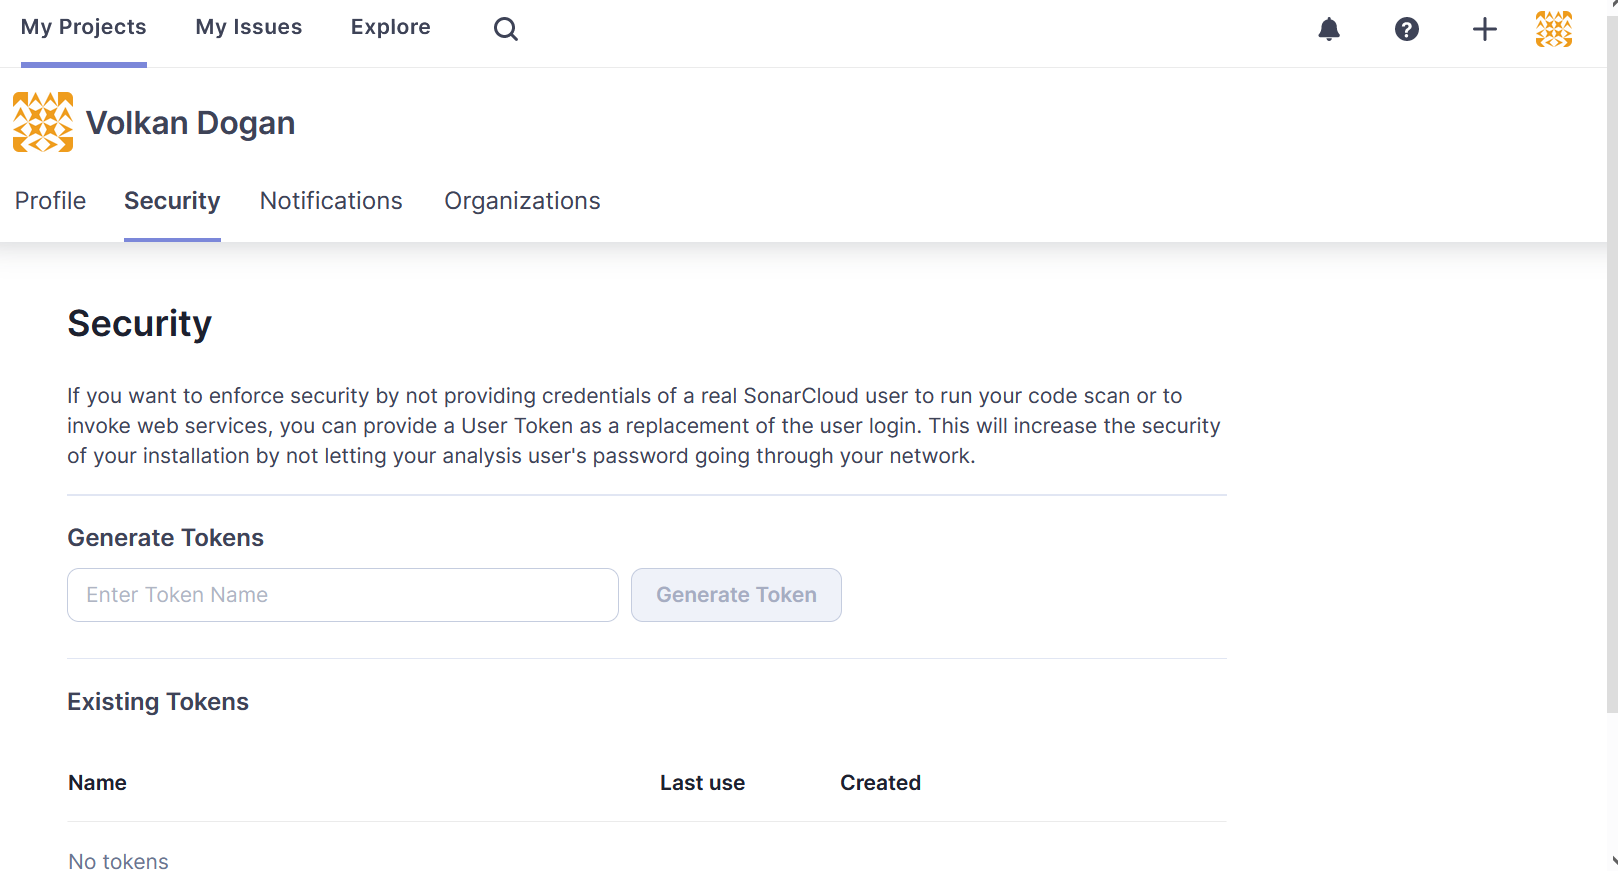 My Projects My Issues Explore
Volkan Dogan
Profile Security Notifications Organizations
Security
If you want to enforce security by not providing credentials of a real SonarCloud user to run your code scan or to
invoke web services, you can provide a User Token as a replacement of the user login. This will increase the security
of your installation by not letting your analysis user's password going through your network.
Generate Tokens
Enter Token Name Generate Token
Existing Tokens
Name Last use Created
No tokens